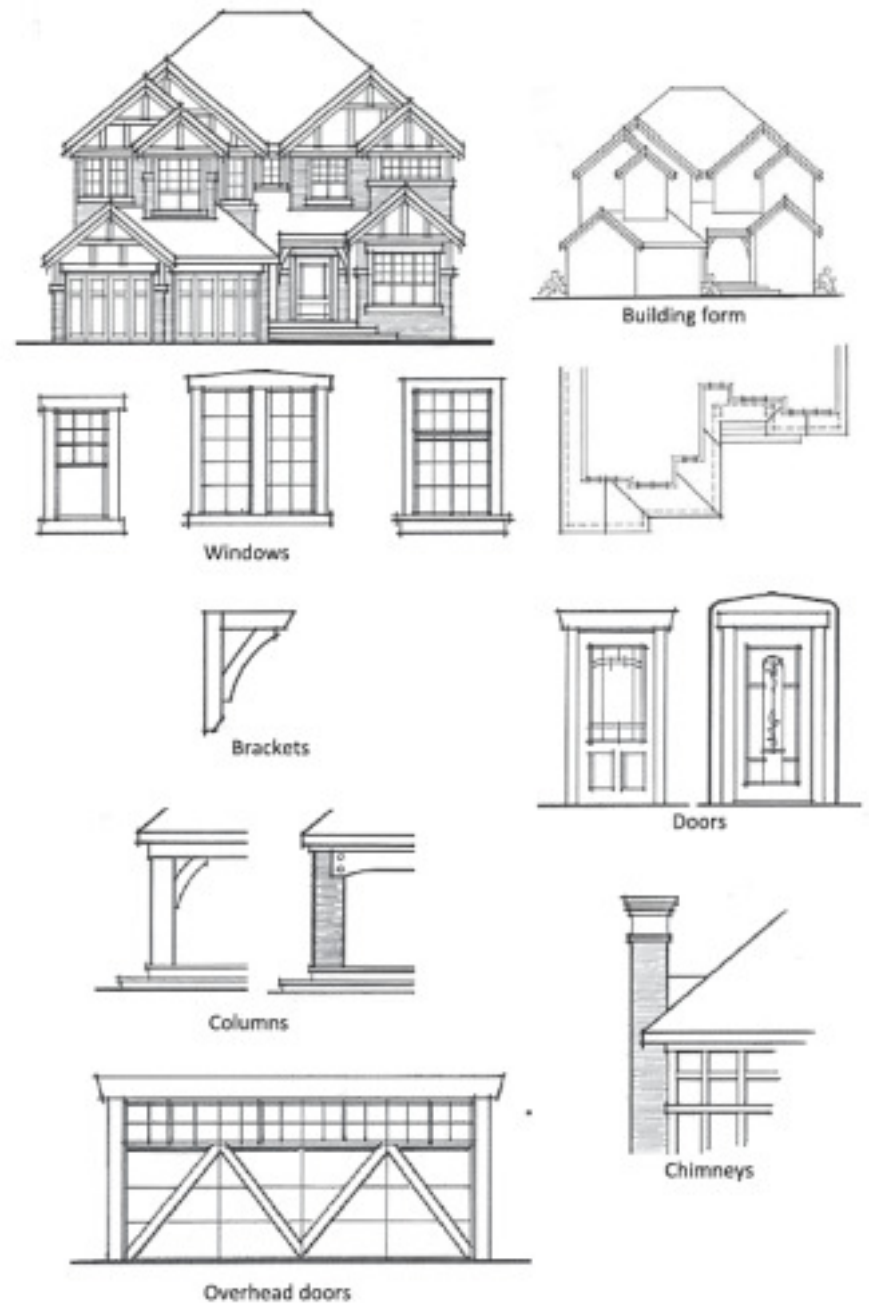 Building form
Windows
Brackets
Doors
Columns
Chimneys
Overhead doors